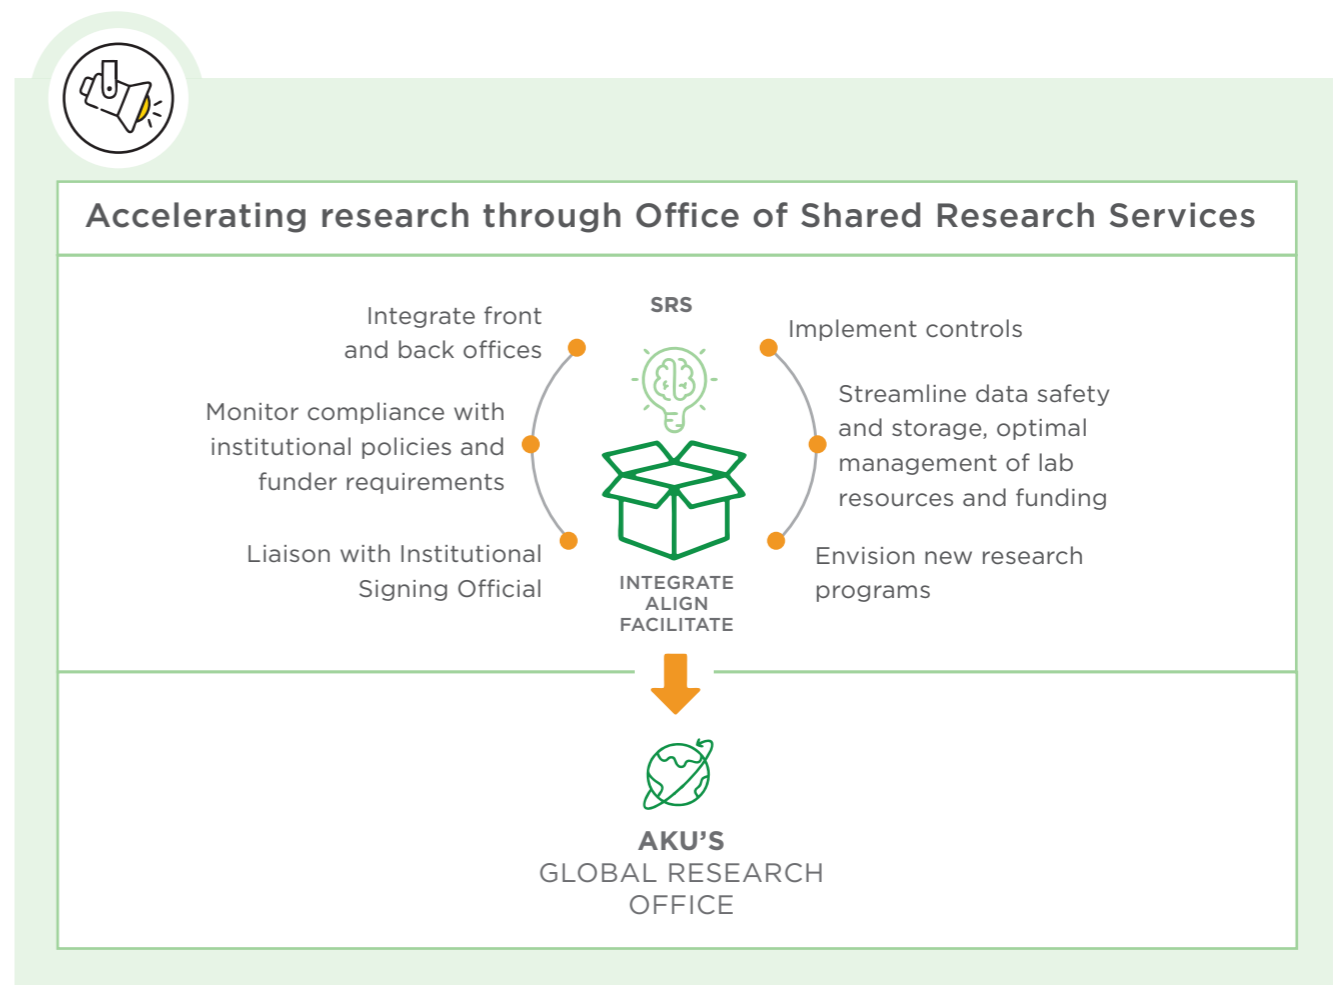 Accelerating research through Office of Shared Research Services
Integrate front
and back offices
Monitor compliance with
institutional policies and
funder requirements
Liaison with Institutional
Signing Official
SRS
INTEGRATE
ALIGN
FACILITATE
Implement controls
Streamline data safety
and storage, optimal
management of lab
resources and funding
Envision new research
programs
AKU’S
GLOBAL RESEARCH
OFFICE